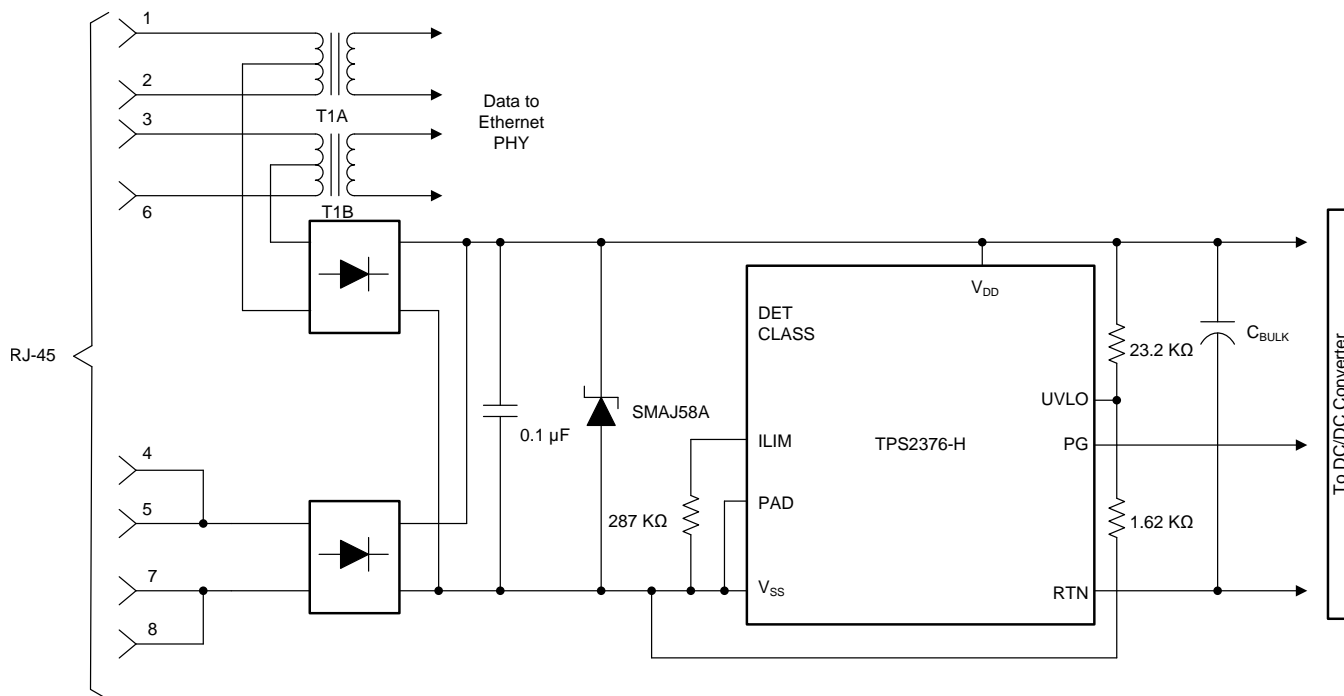 1
2
T1A
3
6
T1B
Data to
Ethernet
PHY
RJ-45
4
5
7
8
0.1 µF
SMAJ58A
287 KΩ
V_DD
DET
CLASS
ILIM
PAD
V_SS
TPS2376-H
UVLO
PG
RTN
23.2 KΩ
1.62 KΩ
C_BULK
To DC/DC Converter